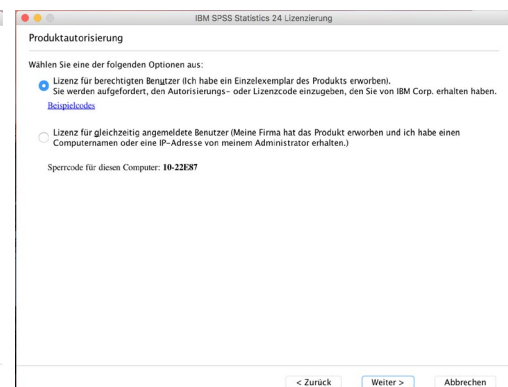 IBM SPSS Statistics 24 Lizenzierung
Produktautorisierung
Wählen Sie eine der folgenden Optionen aus:
Lizenz für berechtigten Benutzer (Ich habe ein Einzelexemplar des Produkts erworben).
Sie werden aufgefordert, den Autorisierungs- oder Lizenzcode einzugeben, den Sie von IBM Corp. erhalten haben.
Beispielcodes
Lizenz für gleichzeitig angemeldete Benutzer (Meine Firma hat das Produkt erworben und ich habe einen
Computernamen oder eine IP-Adresse von meinem Administrator erhalten.)
Sperrcode für diesen Computer: 10-22E87
< Zurück
Weiter >
Abbrechen